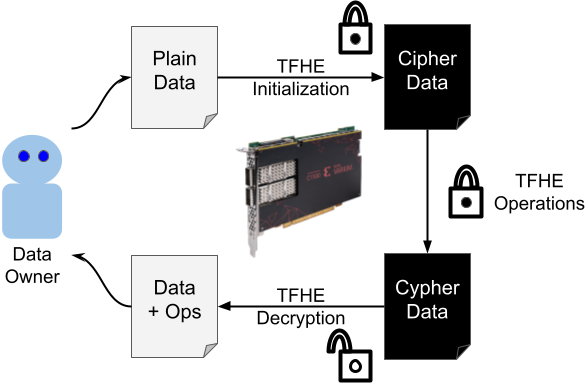 Plain
Data
TFHE
Initialization
Cipher
Data
TFHE
Operations
Data
Owner
Data
+ Ops
TFHE
Decryption
Cypher
Data